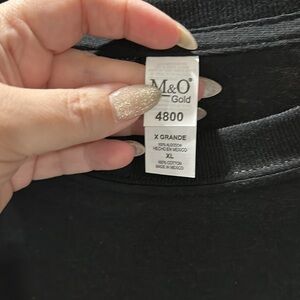 M&O
Gold
4800
X GRANDE
100% ALGODON
HECHO EN MEXICO
XL
100% COTTON
MADE IN MEXICO